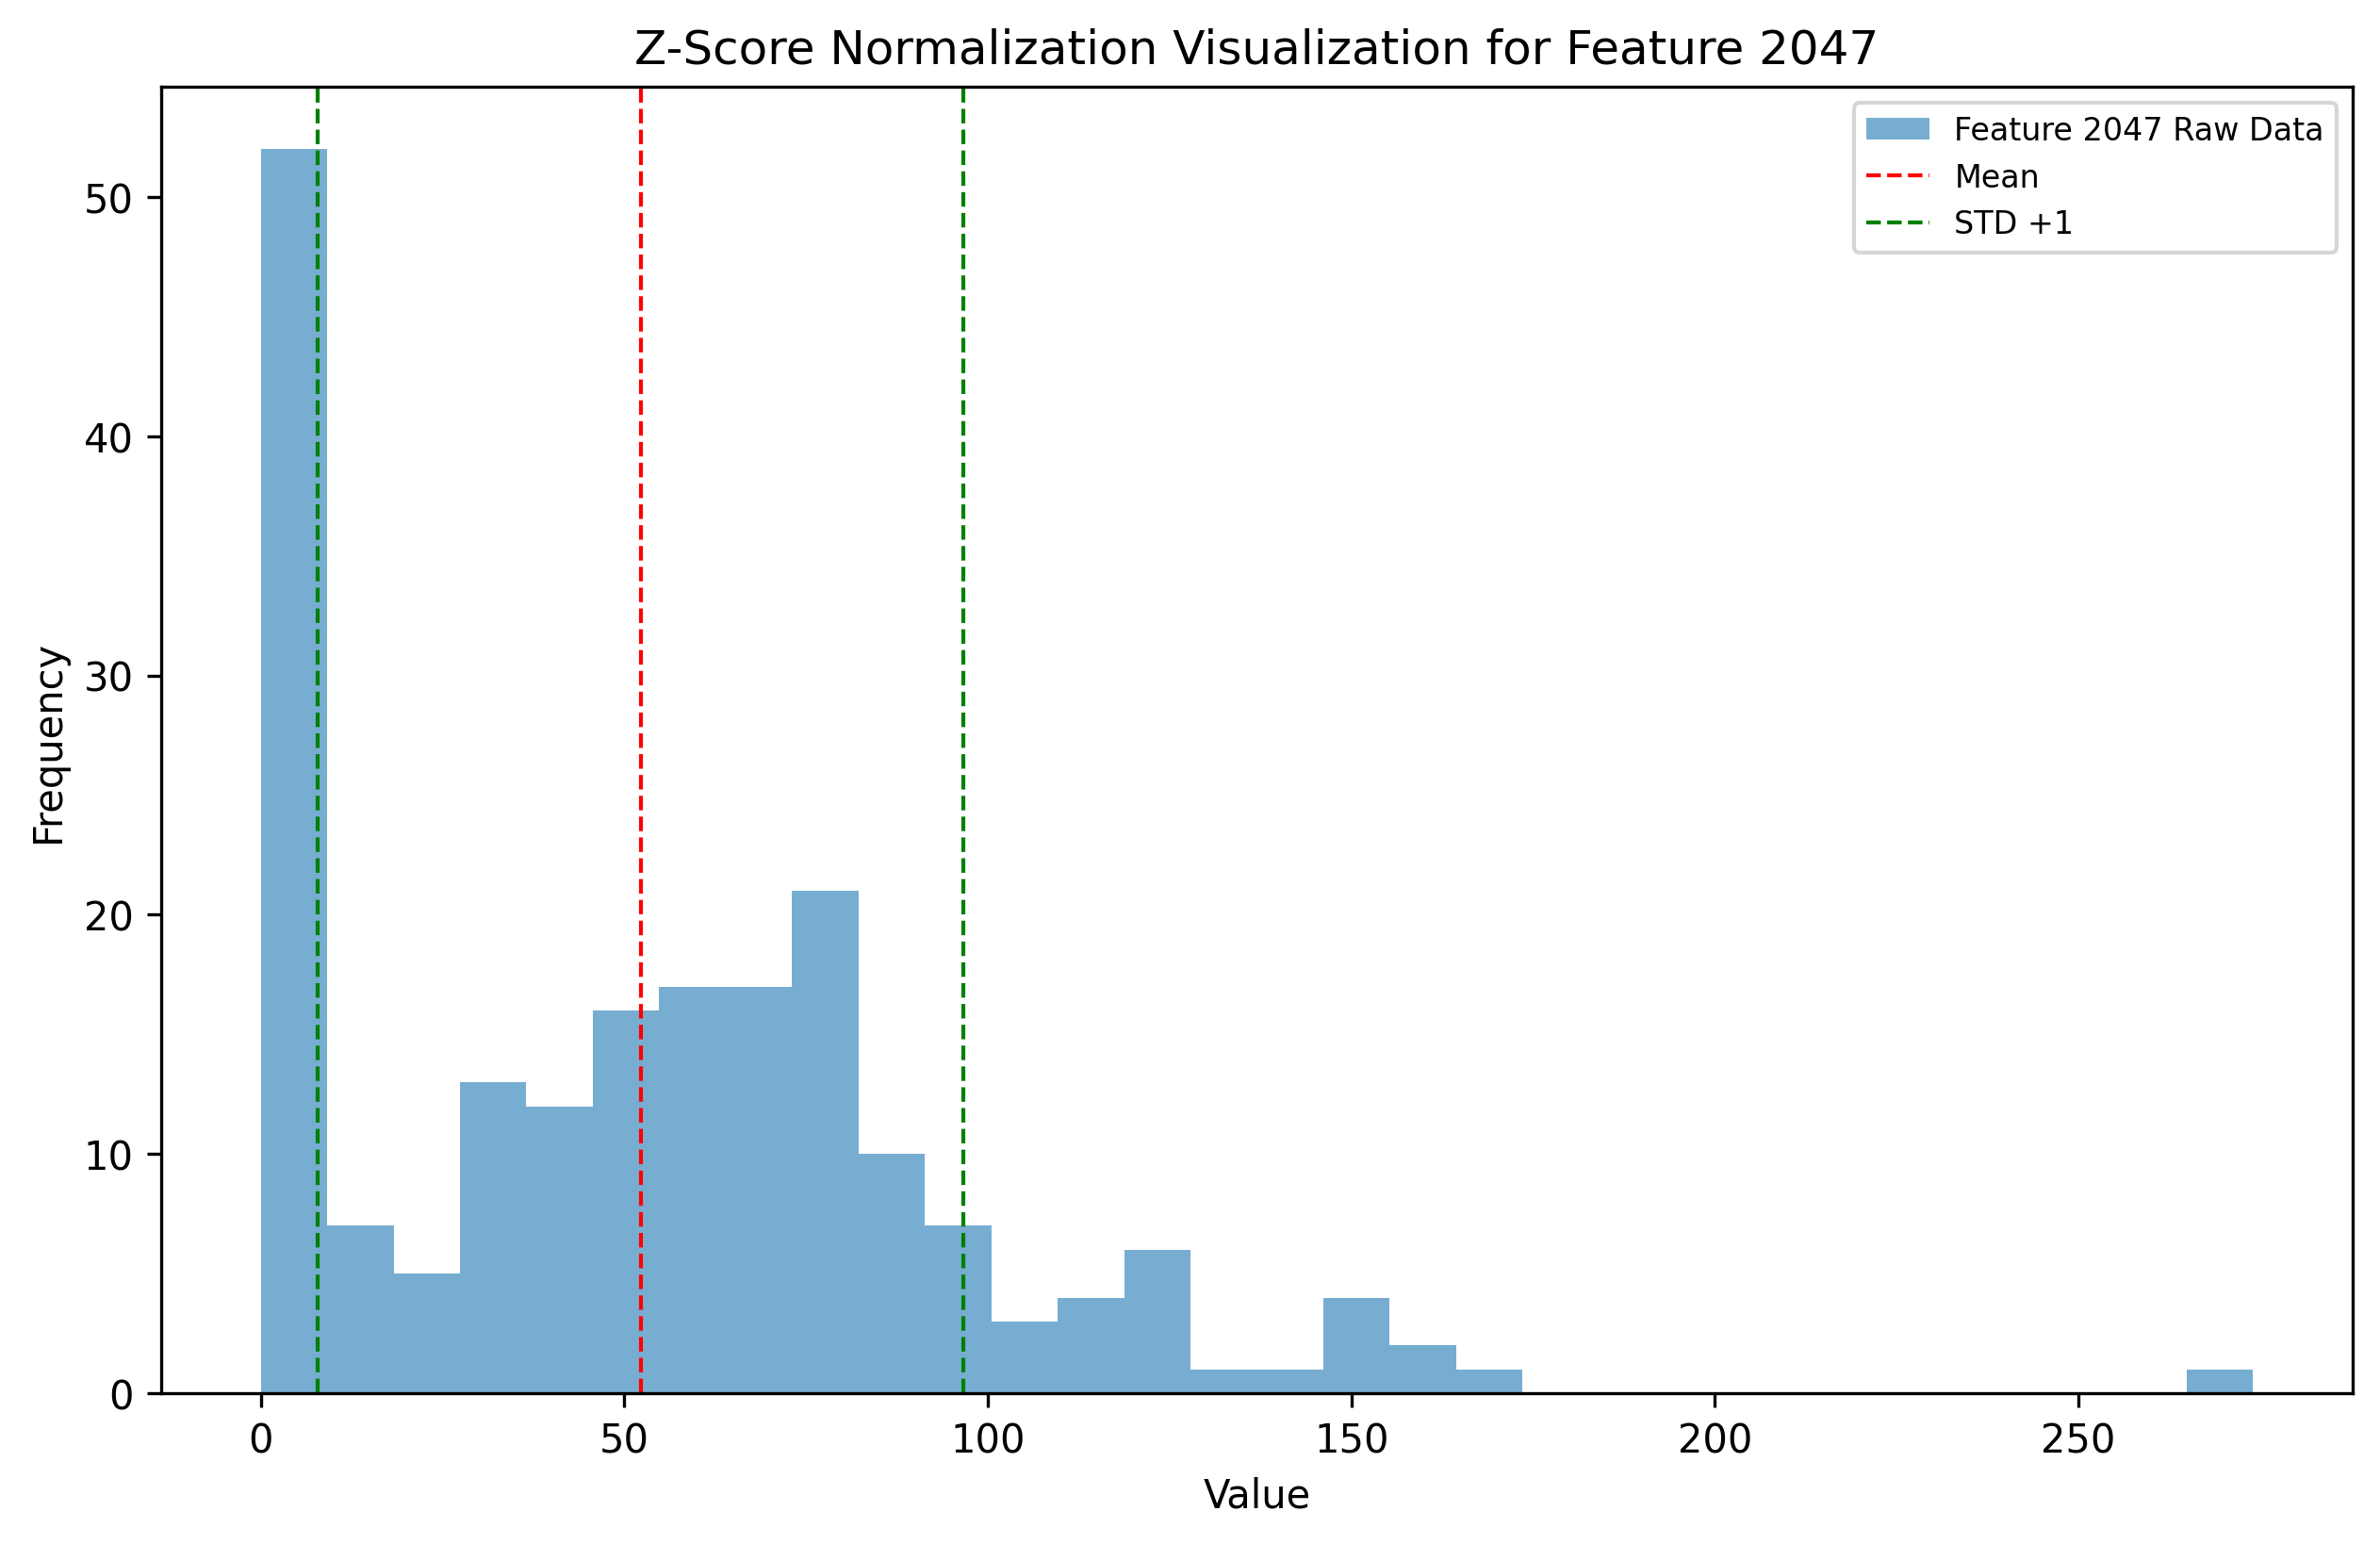 Z-Score Normalization Visualization for Feature 2047
Feature 2047 Raw Data
Mean
STD +1
50
40
30
20
10
0
Frequency
0 50 100 150 200 250
Value